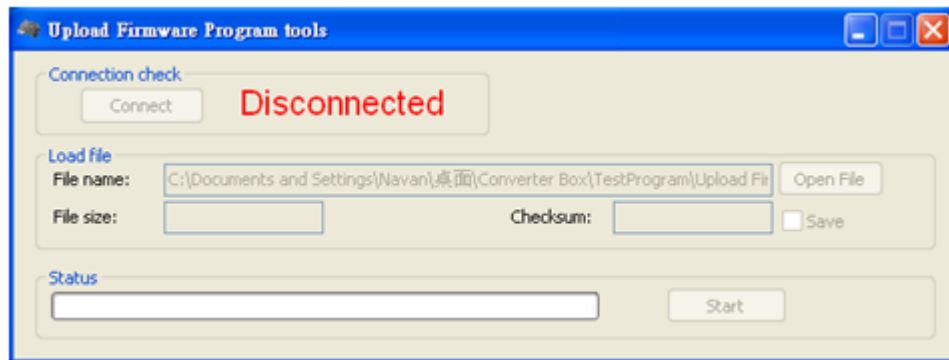 Upload Firmware Program tools
Connection check
Connect Disconnected
Load file
File name: C:\Documents and Settings\Navan\桌面\Converter Box\TestProgram\Upload Fir Open File
File size: Checksum: Save
Status
Start